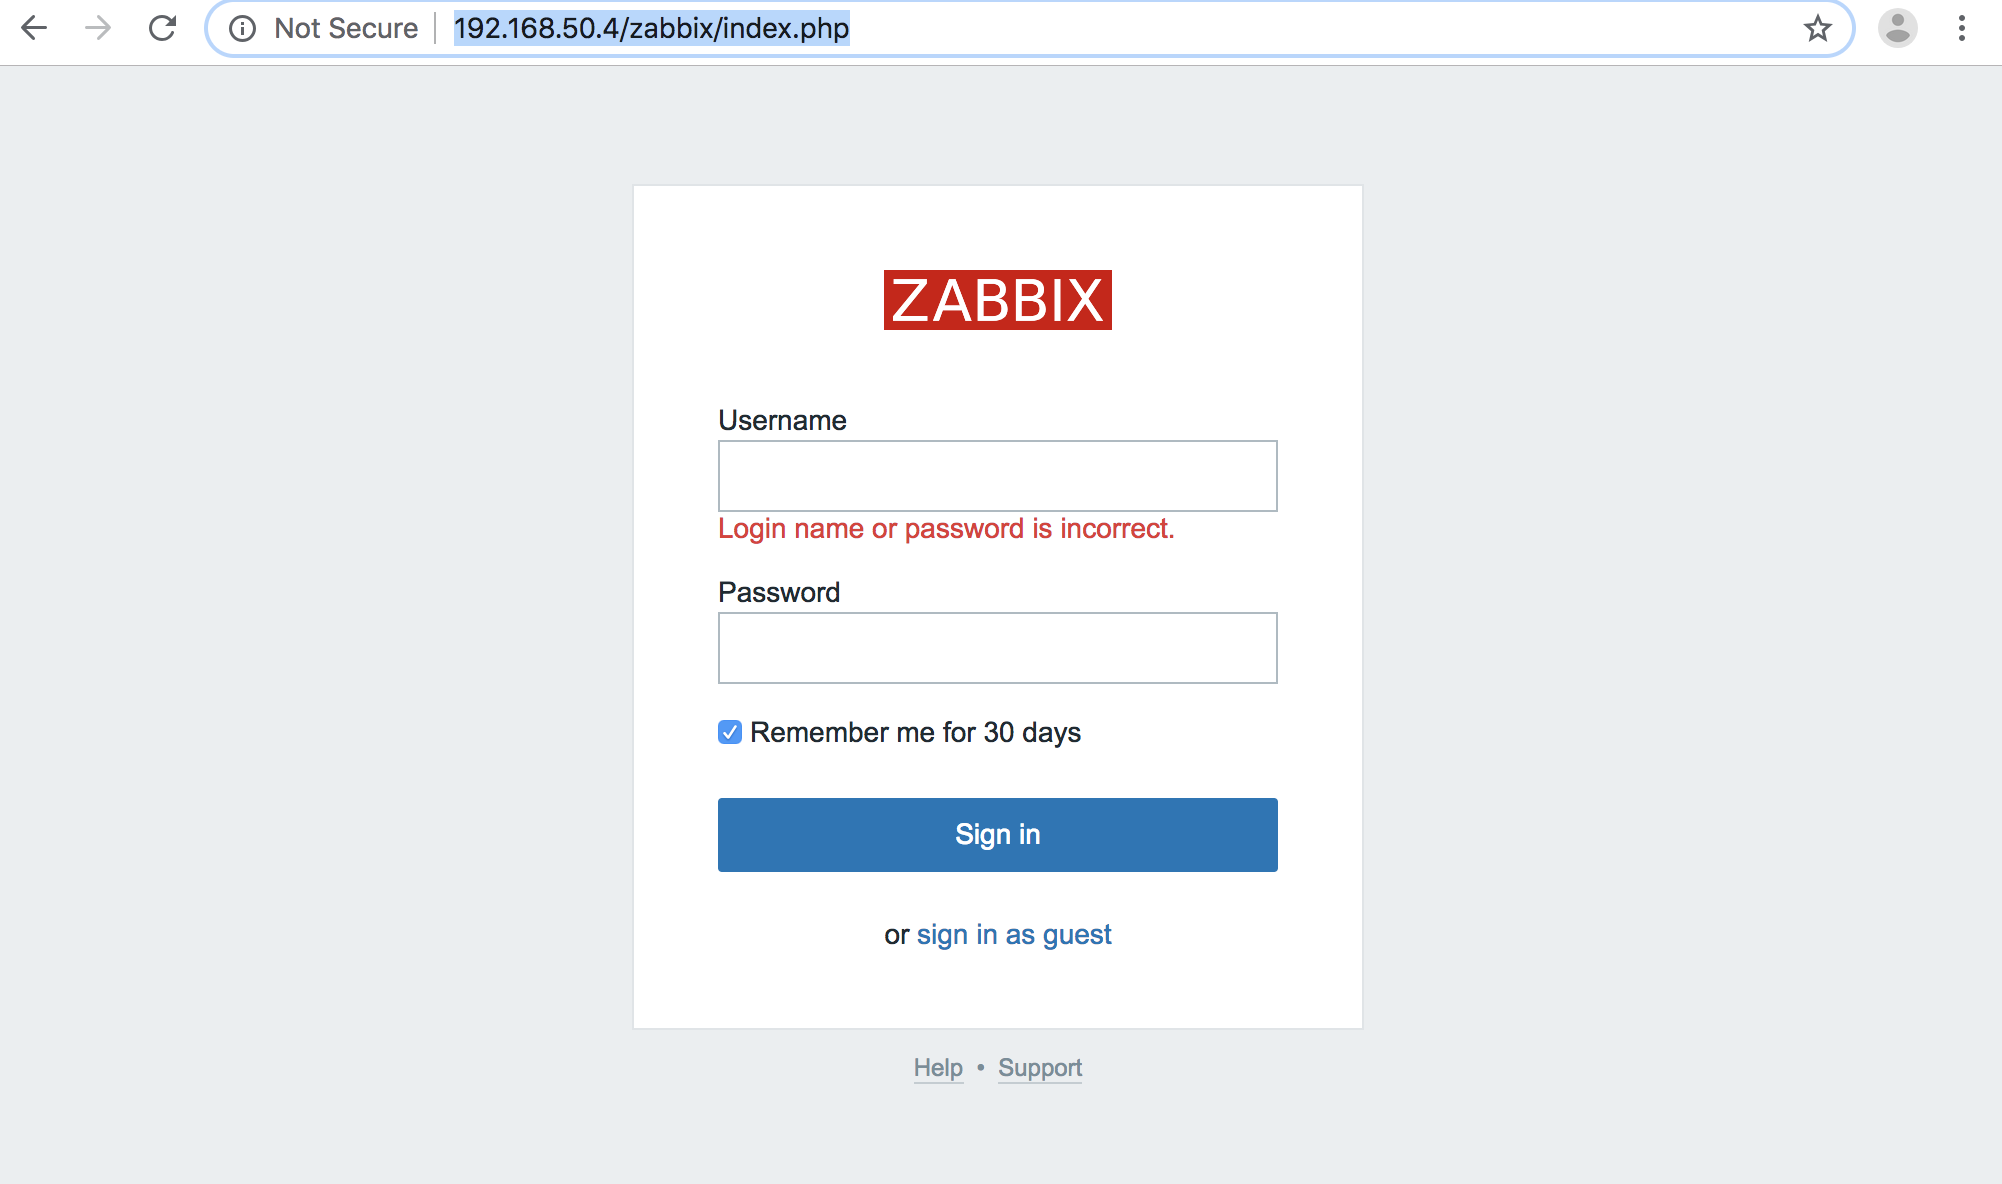 Not Secure 192.168.50.4/zabbix/index.php
ZABBIX
Username
Login name or password is incorrect.
Password
Remember me for 30 days
Sign in
or sign in as guest
Help • Support